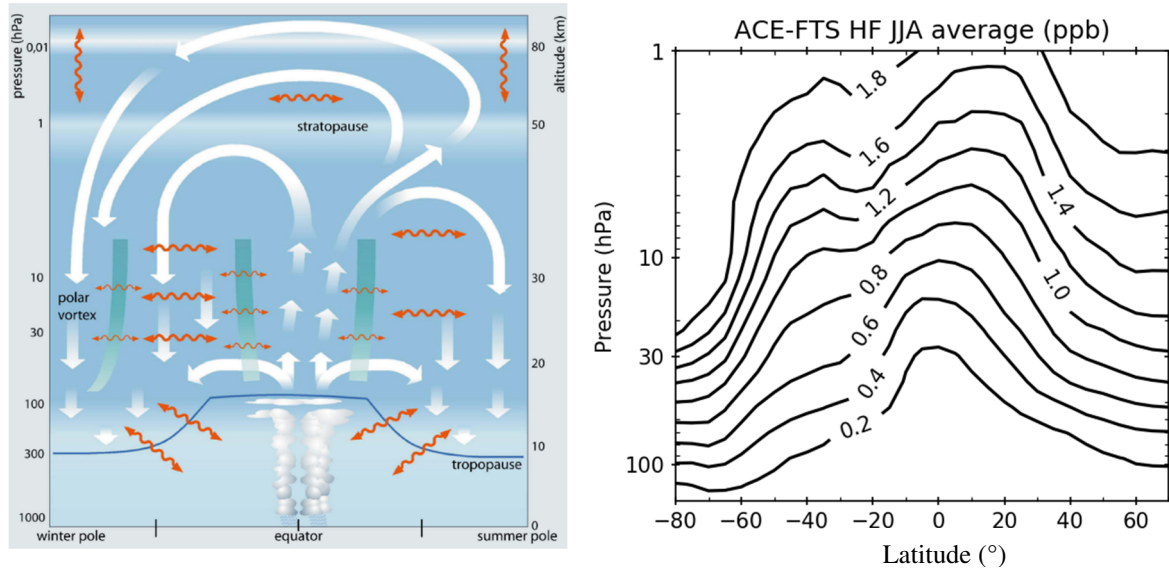 pressure (hPa)
0,01
1
10
30
100
300
1000
altitude (km)
80
50
30
20
10
0
stratopause
polar
vortex
tropopause
winter pole
equator
summer pole
ACE-FTS HF JJA average (ppb)
Pressure (hPa)
1
10
30
100
1.8
1.6
1.4
1.2
1.0
0.8
0.6
0.4
0.2
−80 −60 −40 −20 0 20 40 60
Latitude (°)